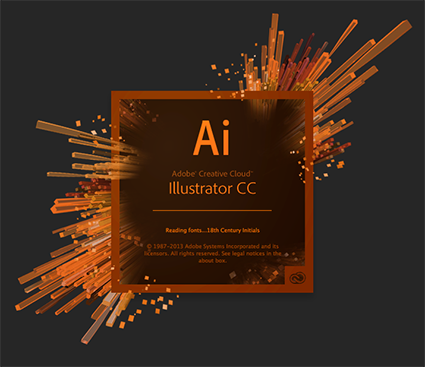 Ai
Adobe® Creative Cloud™
Illustrator CC
Reading fonts...18th Century Initials
© 1987-2013 Adobe Systems Incorporated and its
licensors. All rights reserved. See legal notices in the
about box.